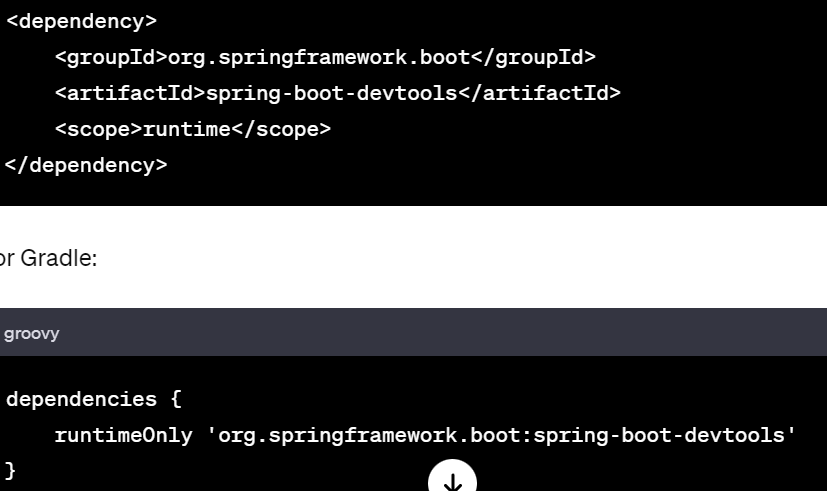 <dependency>
    <groupId>org.springframework.boot</groupId>
    <artifactId>spring-boot-devtools</artifactId>
    <scope>runtime</scope>
</dependency>
or Gradle:
groovy
dependencies {
    runtimeOnly 'org.springframework.boot:spring-boot-devtools'
}